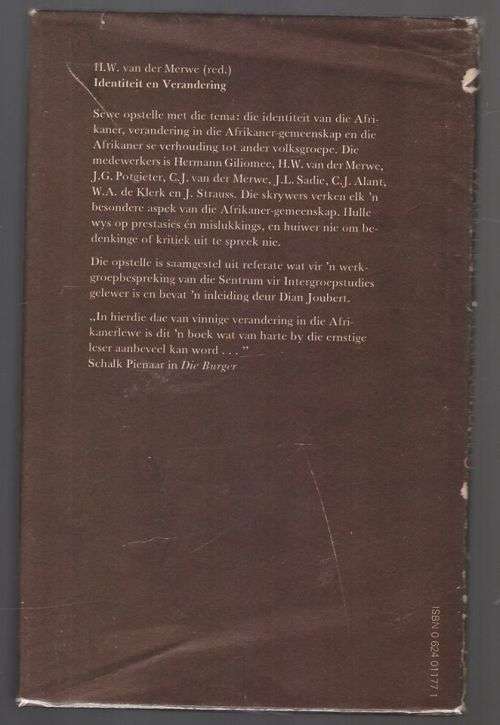 H.W. van der Merwe (red.)
Identiteit en Verandering
Sewe opstelle met die tema: die identiteit van die Afri-
kaner, verandering in die Afrikaner-gemeenskap en die
Afrikaner se verhouding tot ander volksgroepe. Die
medewerkers is Hermann Giliomee, H.W. van der Merwe,
J.G. Potgieter, C.J. van der Merwe, J.L. Sadie, C.J. Alant,
W.A. de Klerk en J. Strauss. Die skrywers verken elk 'n
besondere aspek van die Afrikaner-gemeenskap. Hulle
wys op prestasies én mislukkings, en huiwer nie om be-
denkinge of kritiek uit te spreek nie.
Die opstelle is saamgestel uit referate wat vir 'n werk-
groepbespreking van die Sentrum vir Intergroepstudies
gelewer is en bevat 'n inleiding deur Dian Joubert.
„In hierdie dae van vinnige verandering in die Afri-
kanerlewe is dit 'n boek wat van harte by die ernstige
leser aanbeveel kan word . . ."
Schalk Pienaar in Die Burger
ISBN 0 624 01177 1